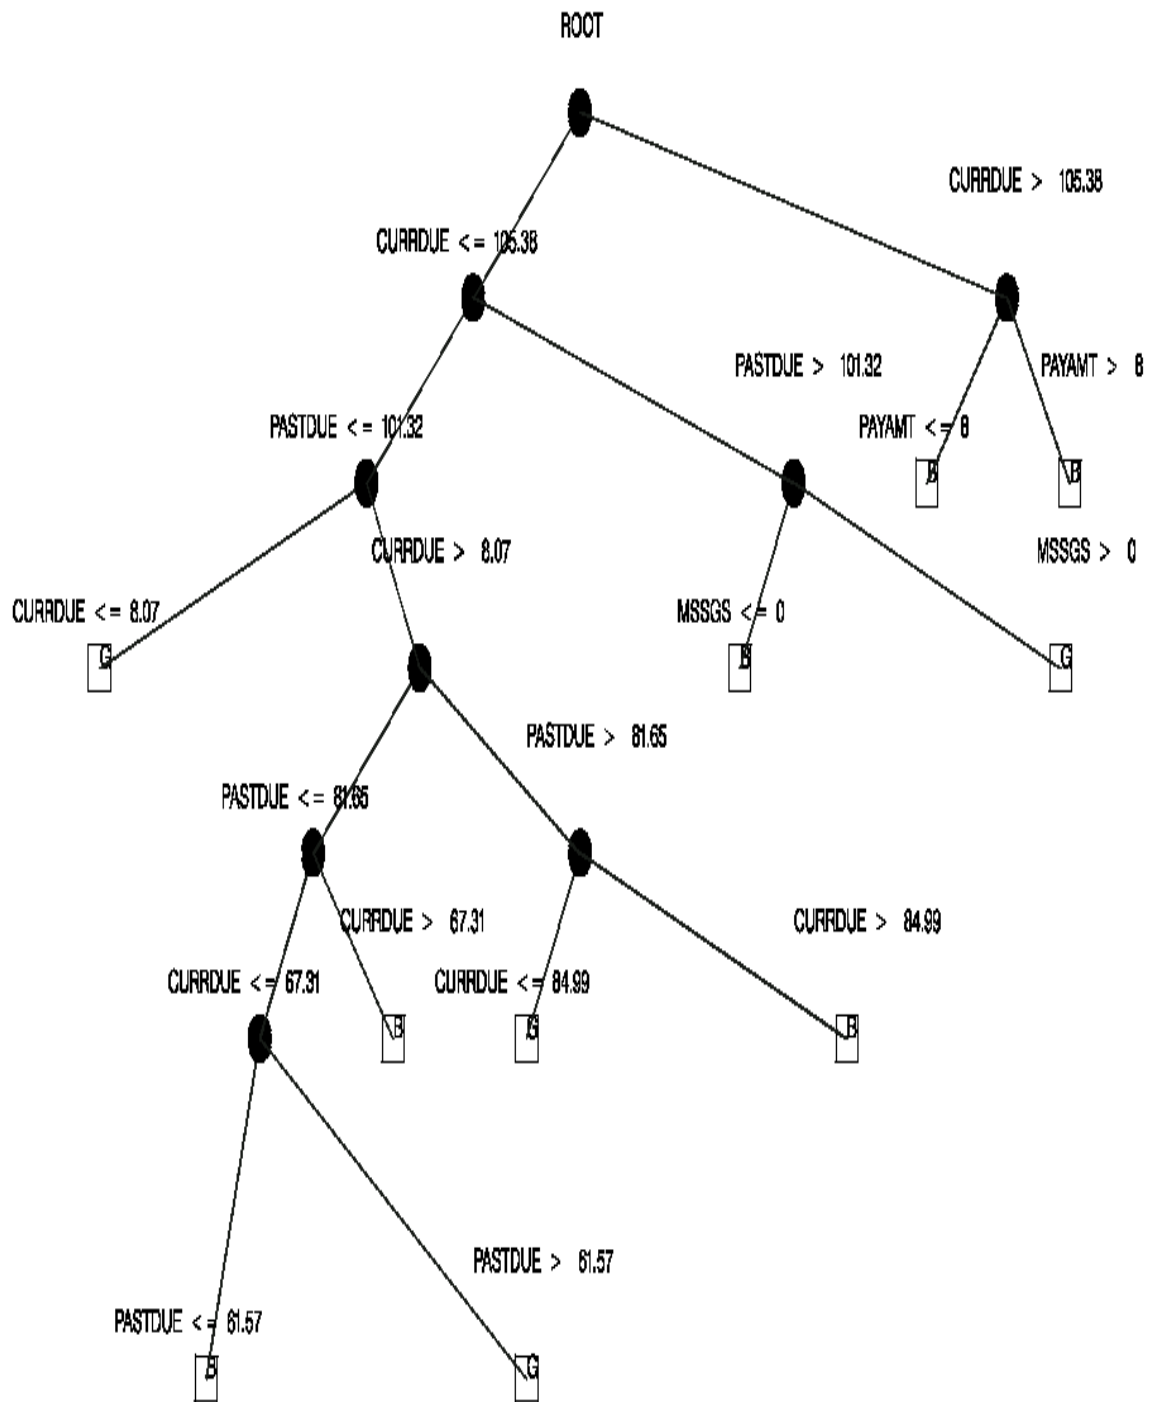 ROOT
CURRDUE > 105.38
CURRDUE <= 105.38
PASTDUE > 101.32
PAYAMT > 8
PASTDUE <= 101.32
PAYAMT <= 8
B
B
CURRDUE > 8.07
MSSGS > 0
CURRDUE <= 8.07
MSSGS <= 0
G
B
G
PASTDUE > 81.65
PASTDUE <= 81.65
CURRDUE > 67.31
CURRDUE > 84.99
CURRDUE <= 67.31
CURRDUE <= 84.99
B
G
B
PASTDUE > 61.57
PASTDUE <= 61.57
B
G